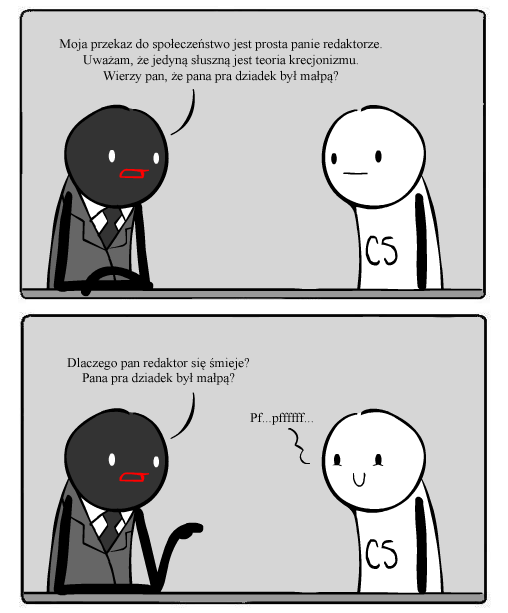 Moja przekaz do społeczeństwo jest prosta panie redaktorze.
Uważam, że jedyną słuszną jest teoria krecjonizmu.
Wierzy pan, że pana pra dziadek był małpą?
CS
Dlaczego pan redaktor się śmieje?
Pana pra dziadek był małpą?
Pf...pffffff...
CS